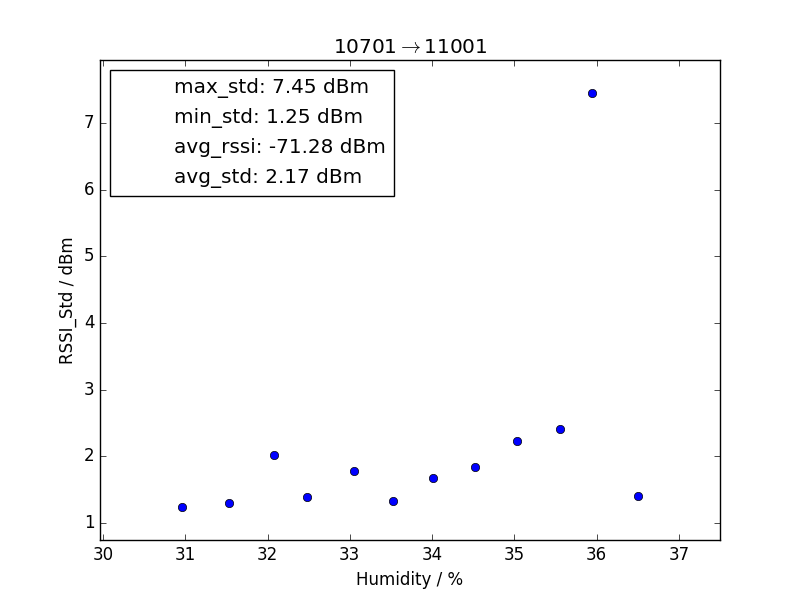 10701→11001
max_std: 7.45 dBm
min_std: 1.25 dBm
avg_rssi: -71.28 dBm
avg_std: 2.17 dBm
7
6
5
4
3
2
1
RSSI_Std / dBm
30 31 32 33 34 35 36 37
Humidity / %